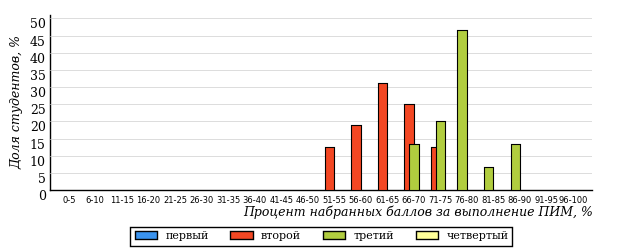 Доля студентов, %
50
45
40
35
30
25
20
15
10
5
0
0-5 6-10 11-15 16-20 21-25 26-30 31-35 36-40 41-45 46-50 51-55 56-60 61-65 66-70 71-75 76-80 81-85 86-90 91-95 96-100
Процент набранных баллов за выполнение ПИМ, %
первый второй третий четвертый